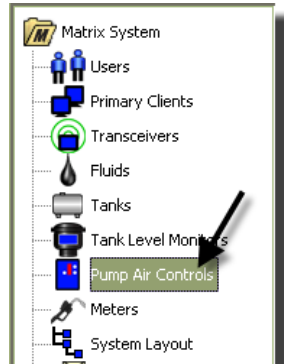 Matrix System
Users
Primary Clients
Transceivers
Fluids
Tanks
Tank Level Monitors
Pump Air Controls
Meters
System Layout